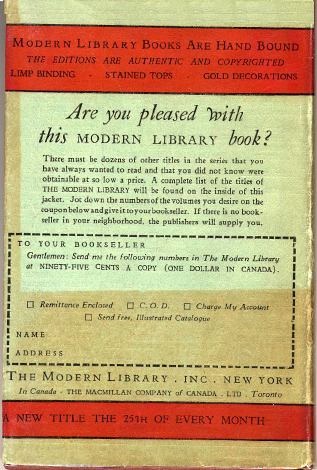 MODERN LIBRARY BOOKS ARE HAND BOUND
THE EDITIONS ARE AUTHENTIC AND COPYRIGHTED
LIMP BINDING · STAINED TOPS · GOLD DECORATIONS
Are you pleased with
this MODERN LIBRARY book?
There must be dozens of other titles in the series that you
have always wanted to read and that you did not know were
obtainable at so low a price. A complete list of the titles of
THE MODERN LIBRARY will be found on the inside of this
jacket. Jot down the numbers of the volumes you desire on the
coupon below and give it to your bookseller. If there is no book-
seller in your neighborhood, the publishers will supply you.
TO YOUR BOOKSELLER
Gentlemen: Send me the following numbers in The Modern Library
at NINETY-FIVE CENTS A COPY (ONE DOLLAR IN CANADA).
Remittance Enclosed C.O.D. Charge My Account
Send free, Illustrated Catalogue
NAME
ADDRESS
THE MODERN LIBRARY . INC . NEW YORK
In Canada - THE MACMILLAN COMPANY OF CANADA . LTD . Toronto
A NEW TITLE THE 25TH OF EVERY MONTH